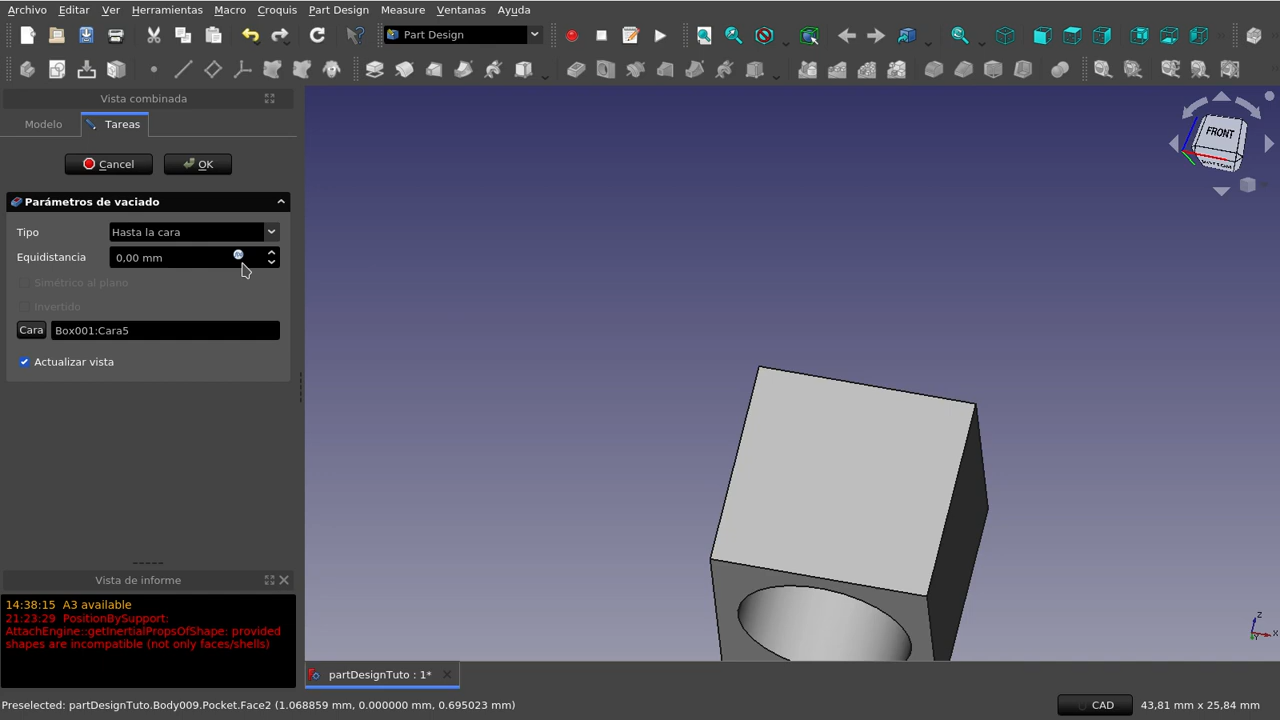 Archivo Editar Ver Herramientas Macro Croquis Part Design Measure Ventanas Ayuda
Part Design
Vista combinada
Modelo Tareas
Cancel OK
Parámetros de vaciado
Tipo Hasta la cara
Equidistancia 0,00 mm
Simétrico al plano
Invertido
Cara Box001:Cara5
Actualizar vista
Vista de informe
14:38:15 A3 available
21:23:29 PositionBySupport:
AttachEngine::getInertialPropsOfShape: provided
shapes are incompatible (not only faces/shells)
FRONT
BOTTOM
Z
X
Y
partDesignTuto : 1*
Preselected: partDesignTuto.Body009.Pocket.Face2 (1.068859 mm, 0.000000 mm, 0.695023 mm)
CAD 43,81 mm x 25,84 mm